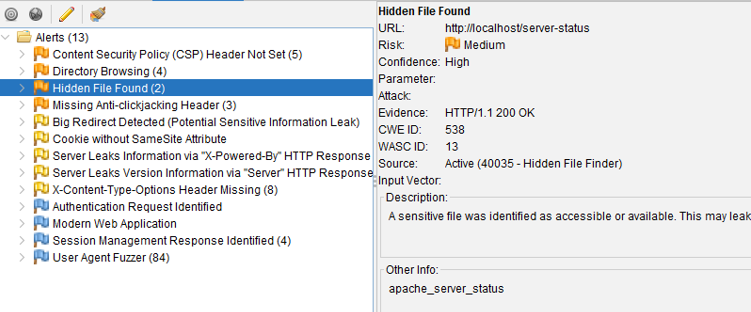 Alerts (13)
Content Security Policy (CSP) Header Not Set (5)
Directory Browsing (4)
Hidden File Found (2)
Missing Anti-clickjacking Header (3)
Big Redirect Detected (Potential Sensitive Information Leak)
Cookie without SameSite Attribute
Server Leaks Information via "X-Powered-By" HTTP Response
Server Leaks Version Information via "Server" HTTP Response
X-Content-Type-Options Header Missing (8)
Authentication Request Identified
Modern Web Application
Session Management Response Identified (4)
User Agent Fuzzer (84)
Hidden File Found
URL: http://localhost/server-status
Risk: Medium
Confidence: High
Parameter:
Attack:
Evidence: HTTP/1.1 200 OK
CWE ID: 538
WASC ID: 13
Source: Active (40035 - Hidden File Finder)
Input Vector:
Description:
A sensitive file was identified as accessible or available. This may leak
Other Info:
apache_server_status